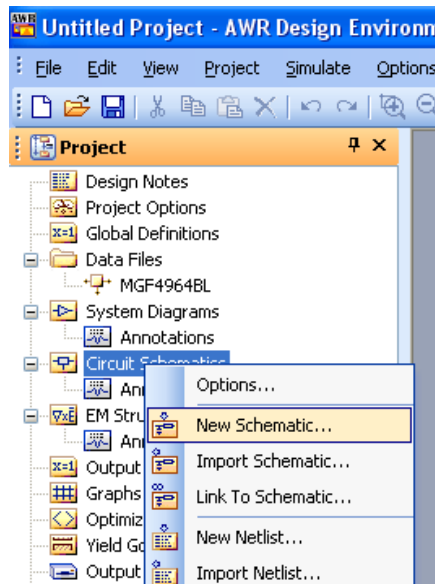 Untitled Project - AWR Design Environm
File Edit View Project Simulate Options
Project
Design Notes
Project Options
Global Definitions
Data Files
MGF4964BL
System Diagrams
Annotations
Circuit Schematics
Options...
Ann
EM Stru
New Schematic...
Ann
Import Schematic...
Output
Graphs
Link To Schematic...
Optimiz
New Netlist...
Yield Go
Output
Import Netlist...